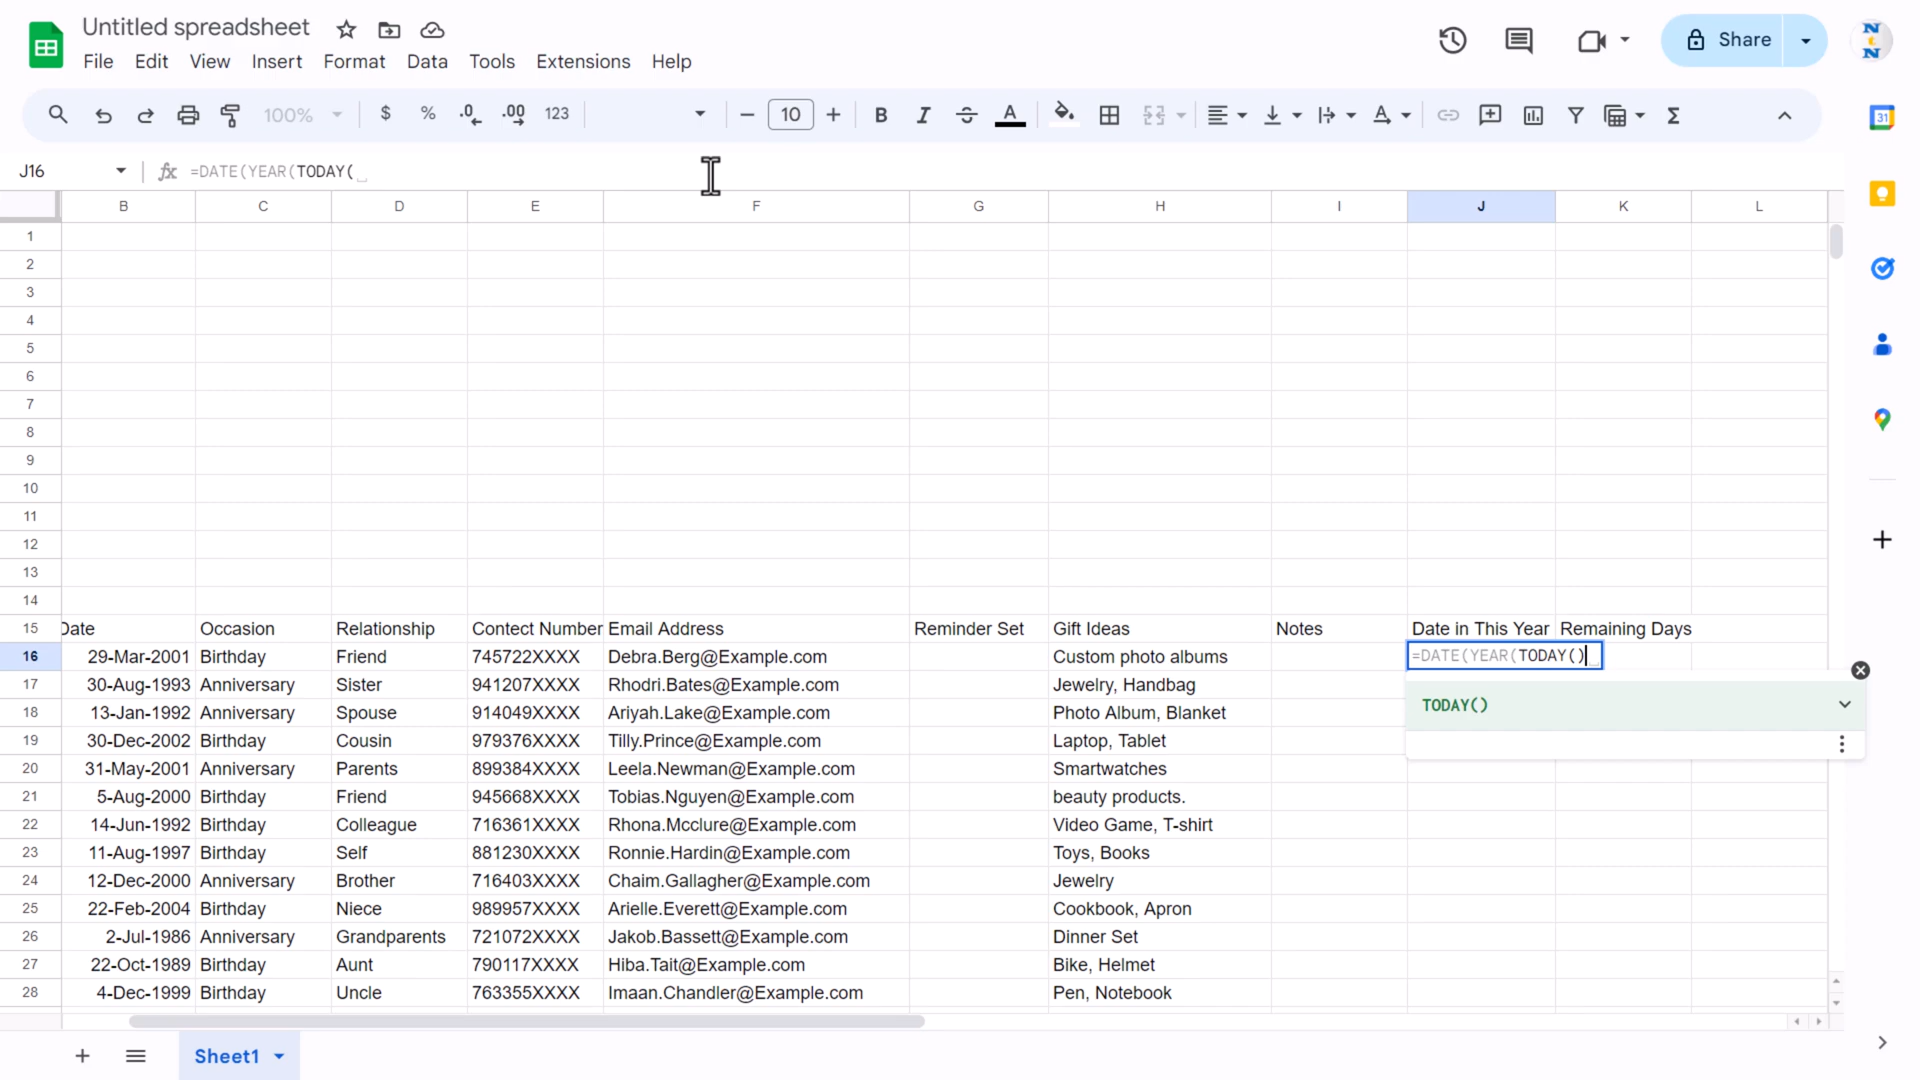 Untitled spreadsheet
File Edit View Insert Format Data Tools Extensions Help
Share
100% $ % .0 .00 123 10 B I A
31
J16 fx =DATE(YEAR(TODAY(
B C D E F G H I J K L
1
2
3
4
5
6
7
8
9
10
11
12
13
14
15 Date Occasion Relationship Contect Number Email Address Reminder Set Gift Ideas Notes Date in This Year Remaining Days
16 29-Mar-2001 Birthday Friend 745722XXXX Debra.Berg@Example.com Custom photo albums =DATE(YEAR(TODAY()
17 30-Aug-1993 Anniversary Sister 941207XXXX Rhodri.Bates@Example.com Jewelry, Handbag
TODAY()
18 13-Jan-1992 Anniversary Spouse 914049XXXX Ariyah.Lake@Example.com Photo Album, Blanket
19 30-Dec-2002 Birthday Cousin 979376XXXX Tilly.Prince@Example.com Laptop, Tablet
20 31-May-2001 Anniversary Parents 899384XXXX Leela.Newman@Example.com Smartwatches
21 5-Aug-2000 Birthday Friend 945668XXXX Tobias.Nguyen@Example.com beauty products.
22 14-Jun-1992 Birthday Colleague 716361XXXX Rhona.Mcclure@Example.com Video Game, T-shirt
23 11-Aug-1997 Birthday Self 881230XXXX Ronnie.Hardin@Example.com Toys, Books
24 12-Dec-2000 Anniversary Brother 716403XXXX Chaim.Gallagher@Example.com Jewelry
25 22-Feb-2004 Birthday Niece 989957XXXX Arielle.Everett@Example.com Cookbook, Apron
26 2-Jul-1986 Anniversary Grandparents 721072XXXX Jakob.Bassett@Example.com Dinner Set
27 22-Oct-1989 Birthday Aunt 790117XXXX Hiba.Tait@Example.com Bike, Helmet
28 4-Dec-1999 Birthday Uncle 763355XXXX Imaan.Chandler@Example.com Pen, Notebook
Sheet1